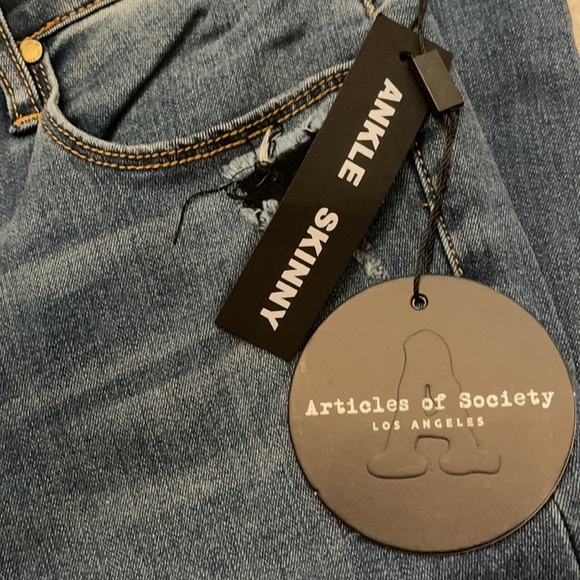 ANKLE SKINNY
Articles of Society
LOS ANGELES
A